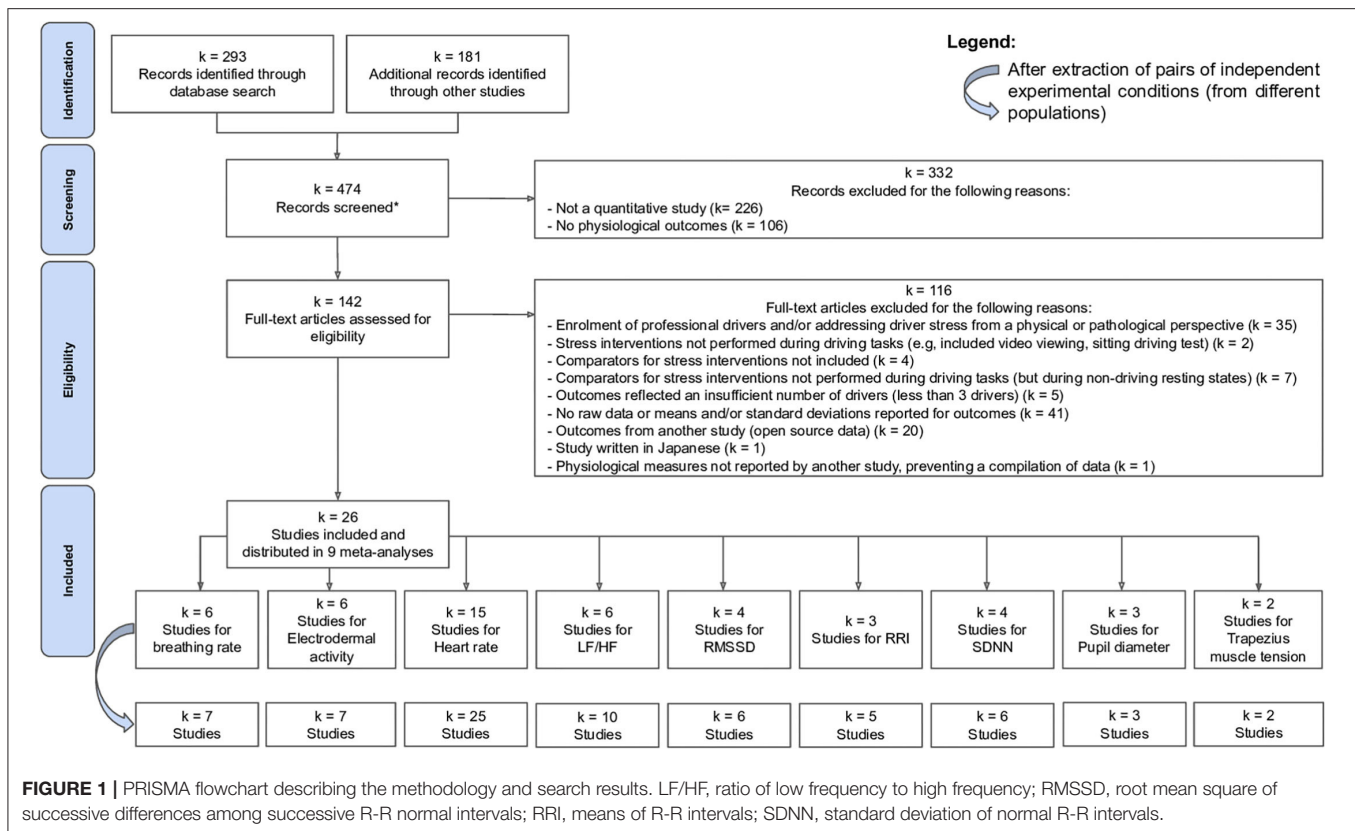 Identification
k = 293
Records identified through
database search
k = 181
Additional records identified
through other studies
Legend:
After extraction of pairs of independent
experimental conditions (from different
populations)
Screening
k = 474
Records screened*
k = 332
Records excluded for the following reasons:
- Not a quantitative study (k= 226)
- No physiological outcomes (k = 106)
Eligibility
k = 142
Full-text articles assessed for
eligibility
k = 116
Full-text articles excluded for the following reasons:
- Enrolment of professional drivers and/or addressing driver stress from a physical or pathological perspective (k = 35)
- Stress interventions not performed during driving tasks (e.g, included video viewing, sitting driving test) (k = 2)
- Comparators for stress interventions not included (k = 4)
- Comparators for stress interventions not performed during driving tasks (but during non-driving resting states) (k = 7)
- Outcomes reflected an insufficient number of drivers (less than 3 drivers) (k = 5)
- No raw data or means and/or standard deviations reported for outcomes (k = 41)
- Outcomes from another study (open source data) (k = 20)
- Study written in Japanese (k = 1)
- Physiological measures not reported by another study, preventing a compilation of data (k = 1)
Included
k = 26
Studies included and
distributed in 9 meta-analyses
k = 6
Studies for
breathing rate
k = 6
Studies for
Electrodermal
activity
k = 15
Studies for
Heart rate
k = 6
Studies for
LF/HF
k = 4
Studies for
RMSSD
k = 3
Studies for RRI
k = 4
Studies for
SDNN
k = 3
Studies for
Pupil diameter
k = 2
Studies for
Trapezius
muscle tension
k = 7
Studies
k = 7
Studies
k = 25
Studies
k = 10
Studies
k = 6
Studies
k = 5
Studies
k = 6
Studies
k = 3
Studies
k = 2
Studies
FIGURE 1 | PRISMA flowchart describing the methodology and search results. LF/HF, ratio of low frequency to high frequency; RMSSD, root mean square of
successive differences among successive R-R normal intervals; RRI, means of R-R intervals; SDNN, standard deviation of normal R-R intervals.